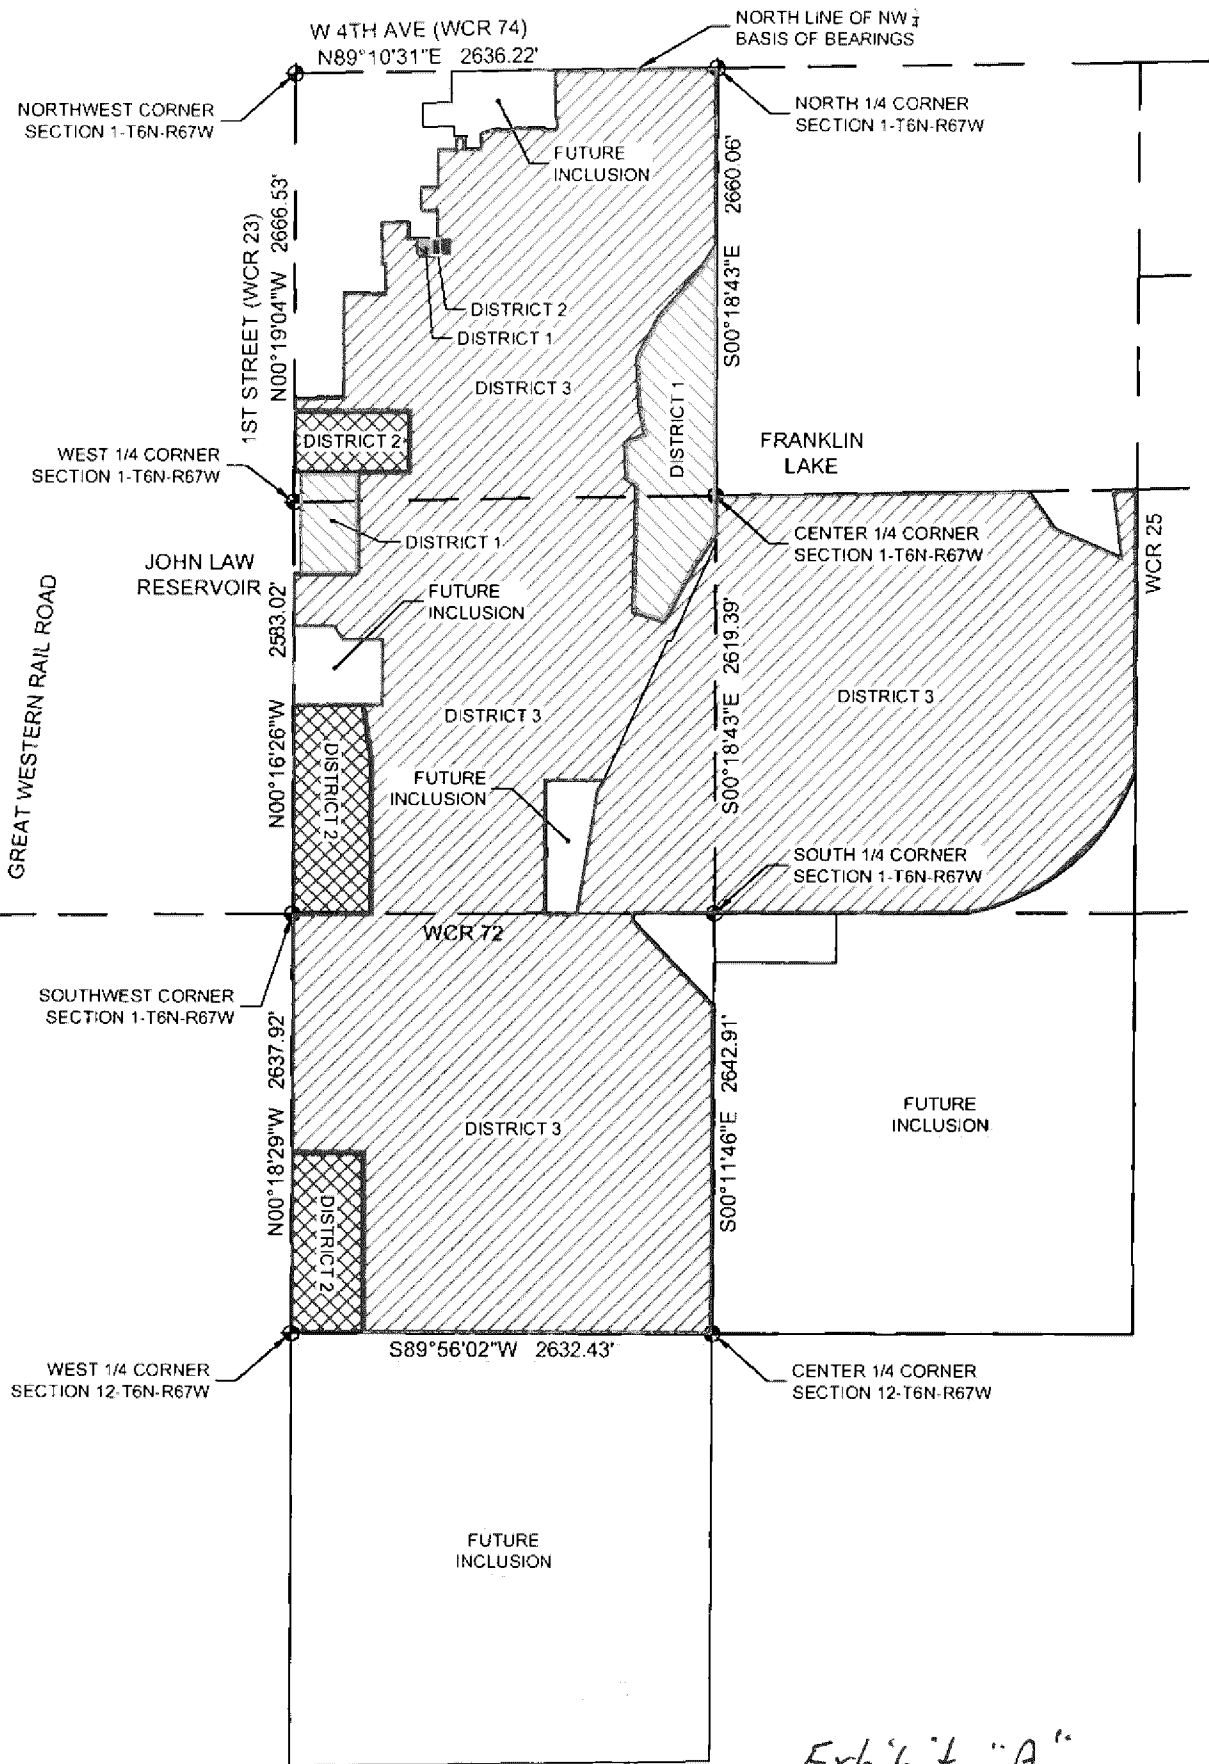 W 4TH AVE (WCR 74)
N89°10'31"E 2636.22'
NORTH LINE OF NW 1/4
BASIS OF BEARINGS
NORTHWEST CORNER
SECTION 1-T6N-R67W
NORTH 1/4 CORNER
SECTION 1-T6N-R67W
FUTURE
INCLUSION
1ST STREET (WCR 23)
N00°19'04"W 2666.53'
S00°18'43"E 2660.06'
DISTRICT 2
DISTRICT 1
DISTRICT 3
DISTRICT 1
DISTRICT 2
FRANKLIN
LAKE
WEST 1/4 CORNER
SECTION 1-T6N-R67W
CENTER 1/4 CORNER
SECTION 1-T6N-R67W
DISTRICT 1
JOHN LAW
RESERVOIR
WCR 25
FUTURE
INCLUSION
GREAT WESTERN RAIL ROAD
N00°16'26"W 2583.02'
S00°18'43"E 2619.39'
DISTRICT 3
DISTRICT 3
DISTRICT 2
FUTURE
INCLUSION
SOUTH 1/4 CORNER
SECTION 1-T6N-R67W
WCR 72
SOUTHWEST CORNER
SECTION 1-T6N-R67W
N00°18'29"W 2637.92'
S00°11'46"E 2642.91'
FUTURE
INCLUSION
DISTRICT 3
DISTRICT 2
S89°56'02"W 2632.43'
WEST 1/4 CORNER
SECTION 12-T6N-R67W
CENTER 1/4 CORNER
SECTION 12-T6N-R67W
FUTURE
INCLUSION
Exhibit "A"